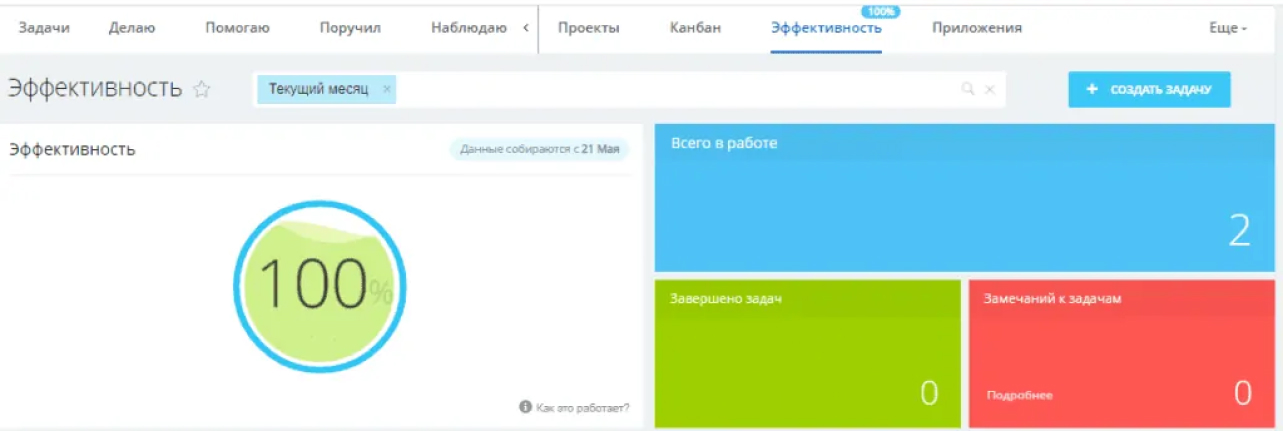 100%
Задачи Делаю Помогаю Поручил Наблюдаю Проекты Канбан Эффективность Приложения Еще
Эффективность Текущий месяц × + СОЗДАТЬ ЗАДАЧУ
Эффективность Данные собираются с 21 Мая
Всего в работе
2
100%
Завершено задач
0
Замечаний к задачам
Подробнее 0
Как это работает?